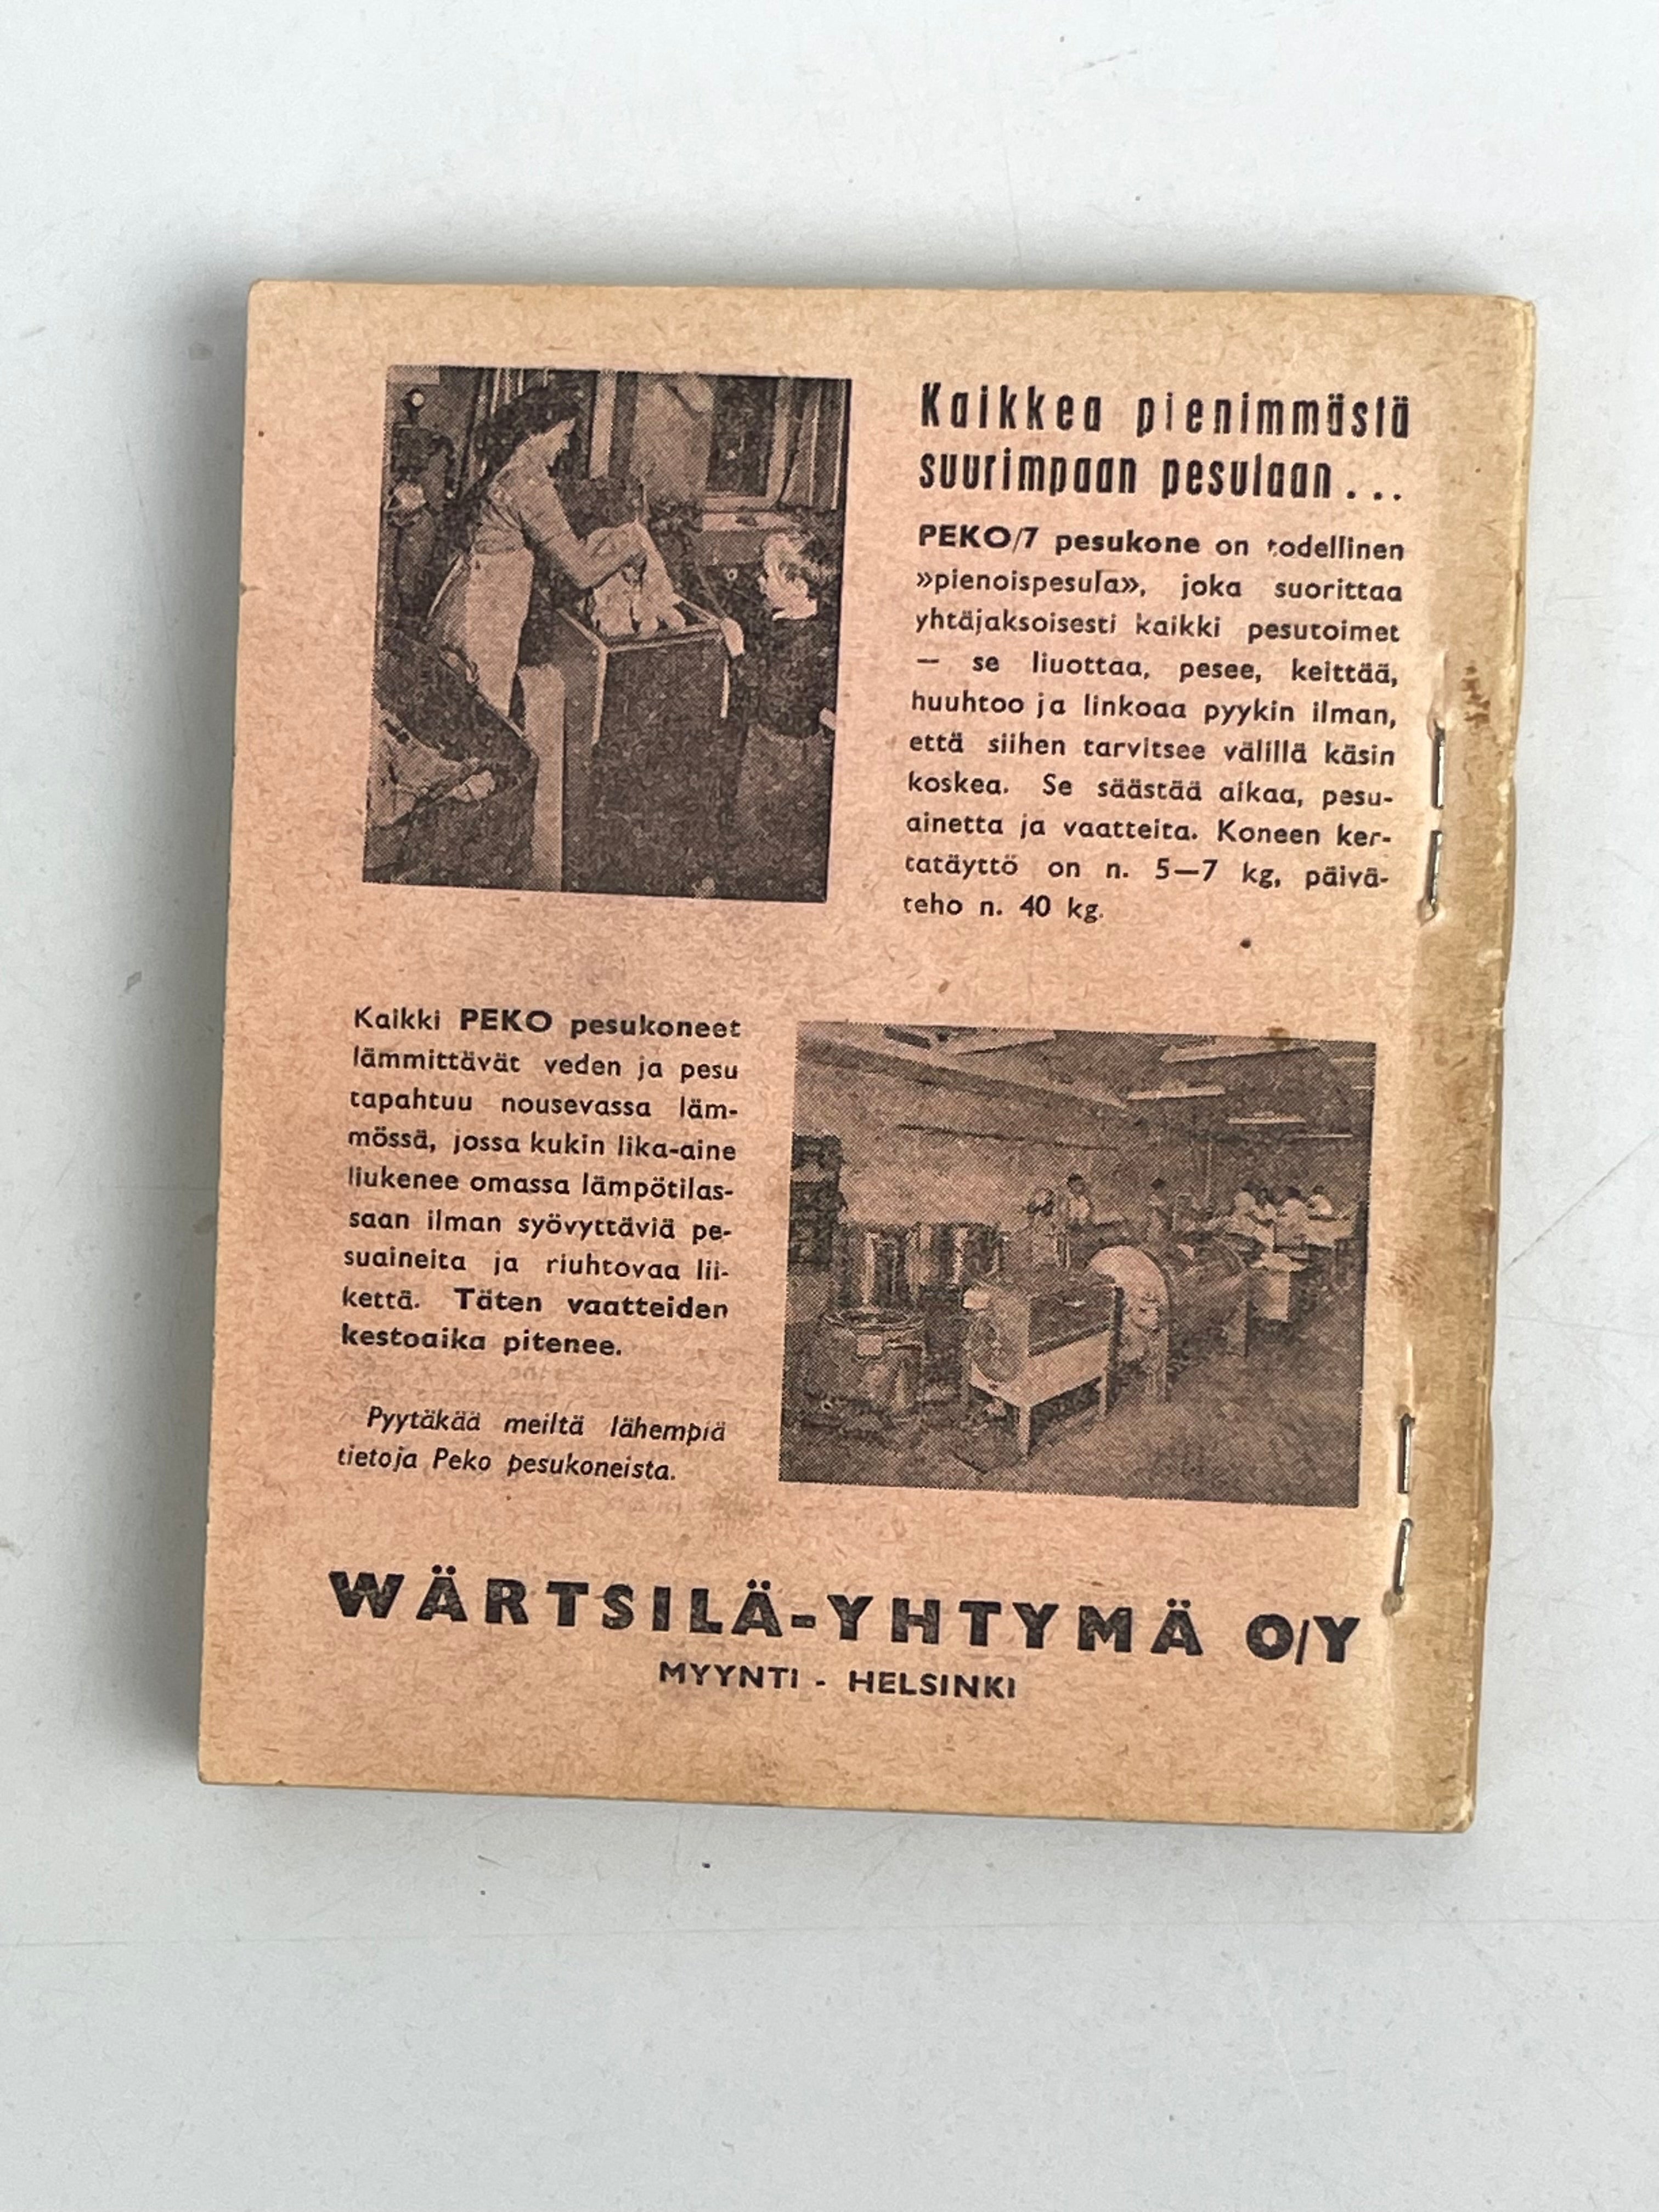 Kaikkea pienimmästä
suurimpaan pesulaan...
PEKO/7 pesukone on todellinen
»pienoispesula», joka suorittaa
yhtäjaksoisesti kaikki pesutoimet
— se liuottaa, pesee, keittää,
huuhtoo ja linkoaa pyykin ilman,
että siihen tarvitsee välillä käsin
koskea. Se säästää aikaa, pesu-
ainetta ja vaatteita. Koneen ker-
tatäyttö on n. 5—7 kg, päivä-
teho n. 40 kg.
Kaikki PEKO pesukoneet
lämmittävät veden ja pesu
tapahtuu nousevassa läm-
mössä, jossa kukin lika-aine
liukenee omassa lämpötilas-
saan ilman syövyttäviä pe-
suaineita ja riuhtovaa lii-
kettä. Täten vaatteiden
kestoaika pitenee.
Pyytäkää meiltä lähempiä
tietoja Peko pesukoneista.
WÄRTSILÄ-YHTYMÄ O/Y
MYYNTI - HELSINKI